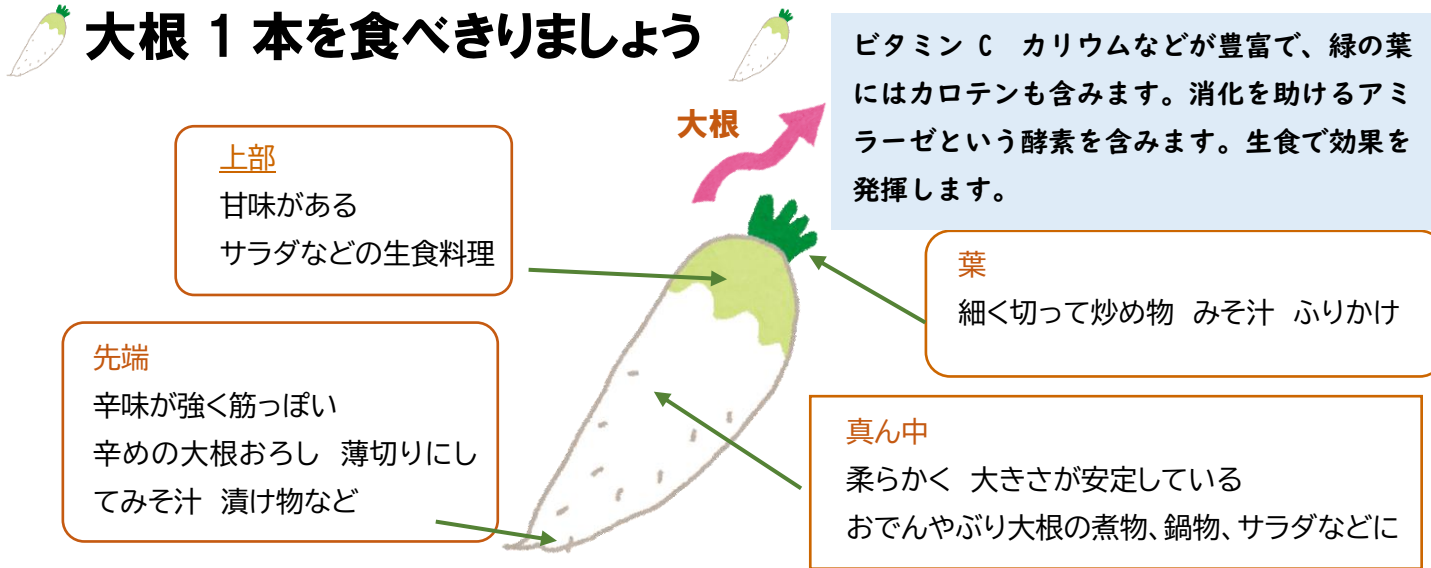 大根 1 本を食べきりましょう
ビタミン C　カリウムなどが豊富で、緑の葉
にはカロテンも含みます。消化を助けるアミ
ラーゼという酵素を含みます。生食で効果を
発揮します。
大根
上部
甘味がある
サラダなどの生食料理
葉
細く切って炒め物　みそ汁　ふりかけ
先端
辛味が強く筋っぽい
辛めの大根おろし　薄切りにし
てみそ汁　漬け物など
真ん中
柔らかく　大きさが安定している
おでんやぶり大根の煮物、鍋物、サラダなどに